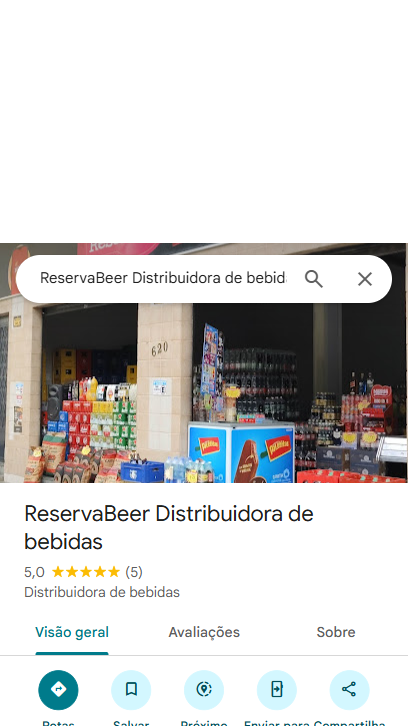 ReservaBeer Distribuidora de bebid
620
ReservaBeer Distribuidora de
bebidas
5,0 (5)
Distribuidora de bebidas
Visão geral
Avaliações
Sobre
Rotas
Salvar
Próximo
Enviar para
Compartilha